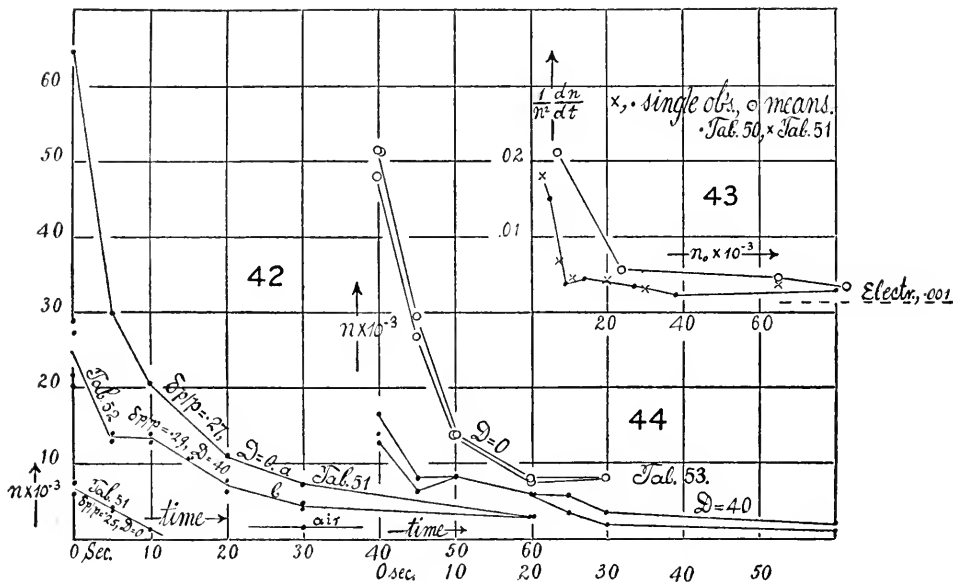 60
50
40
30
20
10
n×10⁻³
42
Tab. 52
δp/p=.29, D=40
δp/p=.27,
D=0, a
Tab. 51
b
Tab. 51
δp/p=.25, D=0
time→
air
0 Sec. 10 20 30 40 50 60
n×10⁻³
44
D=0
Tab. 53.
D=40
time→
0 sec. 10 20 30 40 50
1/n² dn/dt
×, · single obs., ⊙ means.
·Tab. 50, × Tab. 51
.02
.01
43
n₀×10⁻³
20 40 60
Electr., .001